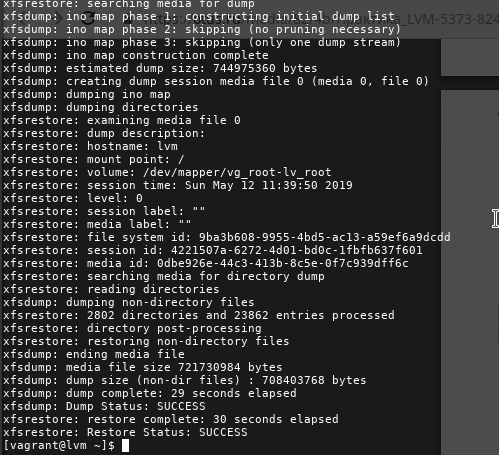 xfsrestore: searching media for dump
xfsdump: ino map phase 1: constructing initial dump list
xfsdump: ino map phase 2: skipping (no pruning necessary)
xfsdump: ino map phase 3: skipping (only one dump stream)
xfsdump: ino map construction complete
xfsdump: estimated dump size: 744975360 bytes
xfsdump: creating dump session media file 0 (media 0, file 0)
xfsdump: dumping ino map
xfsdump: dumping directories
xfsrestore: examining media file 0
xfsrestore: dump description:
xfsrestore: hostname: lvm
xfsrestore: mount point: /
xfsrestore: volume: /dev/mapper/vg_root-lv_root
xfsrestore: session time: Sun May 12 11:39:50 2019
xfsrestore: level: 0
xfsrestore: session label: ""
xfsrestore: media label: ""
xfsrestore: file system id: 9ba3b608-9955-4bd5-ac13-a59ef6a9dcdd
xfsrestore: session id: 4221507a-6272-4d01-bd0c-1fbfb637f601
xfsrestore: media id: 0dbe926e-44c3-413b-8c5e-0f7c939dff6c
xfsrestore: searching media for directory dump
xfsrestore: reading directories
xfsdump: dumping non-directory files
xfsrestore: 2802 directories and 23862 entries processed
xfsrestore: directory post-processing
xfsrestore: restoring non-directory files
xfsdump: ending media file
xfsdump: media file size 721730984 bytes
xfsdump: dump size (non-dir files) : 708403768 bytes
xfsdump: dump complete: 29 seconds elapsed
xfsdump: Dump Status: SUCCESS
xfsrestore: restore complete: 30 seconds elapsed
xfsrestore: Restore Status: SUCCESS
[vagrant@lvm ~]$